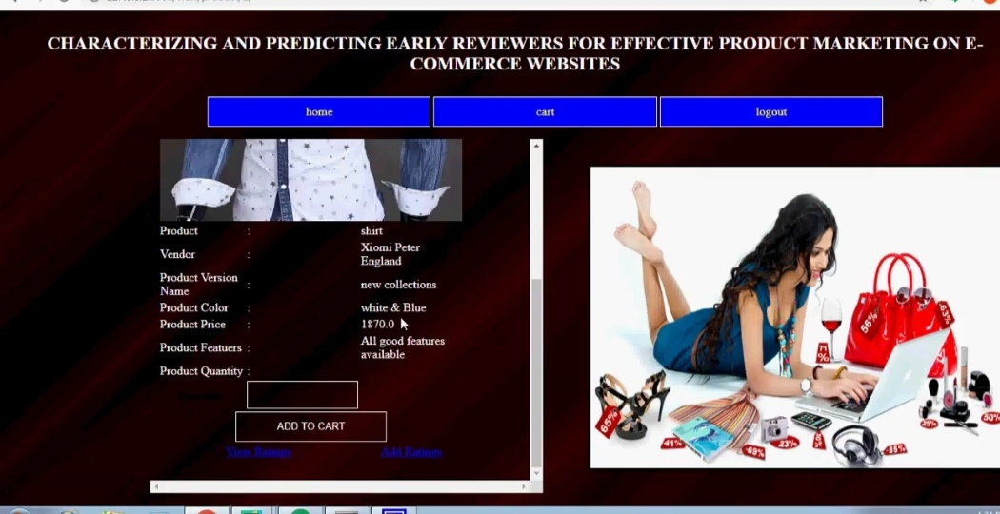 CHARACTERIZING AND PREDICTING EARLY REVIEWERS FOR EFFECTIVE PRODUCT MARKETING ON E-
COMMERCE WEBSITES
home cart logout
Product : shirt
Vendor : Xiomi Peter
England
Product Version
Name : new collections
Product Color : white & Blue
Product Price : 1870.0
Product Featuers : All good features
available
Product Quantity :
ADD TO CART
View Ratings Add Ratings
56%
63%
71
%
65%
41%
-69%
23%
25%
50%
-55%